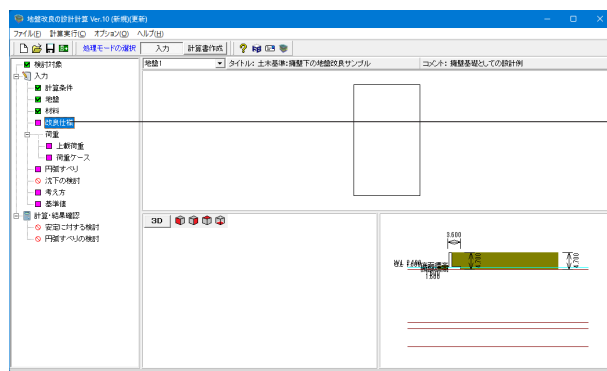 地盤改良の設計計算 Ver.10 (新規)(更新)
ファイル(F) 計算実行(C) オプション(O) ヘルプ(H)
処理モードの選択 入力 計算書作成
検討対象
入力
計算条件
地盤
材料
改良仕様
荷重
上載荷重
荷重ケース
円弧すべり
沈下の検討
考え方
基準値
計算・結果確認
安定に対する検討
円弧すべりの検討
地盤1 タイトル: 土木基準:擁壁下の地盤改良サンプル コメント: 擁壁基礎としての設計例
3D
3.600
4.700
4.700